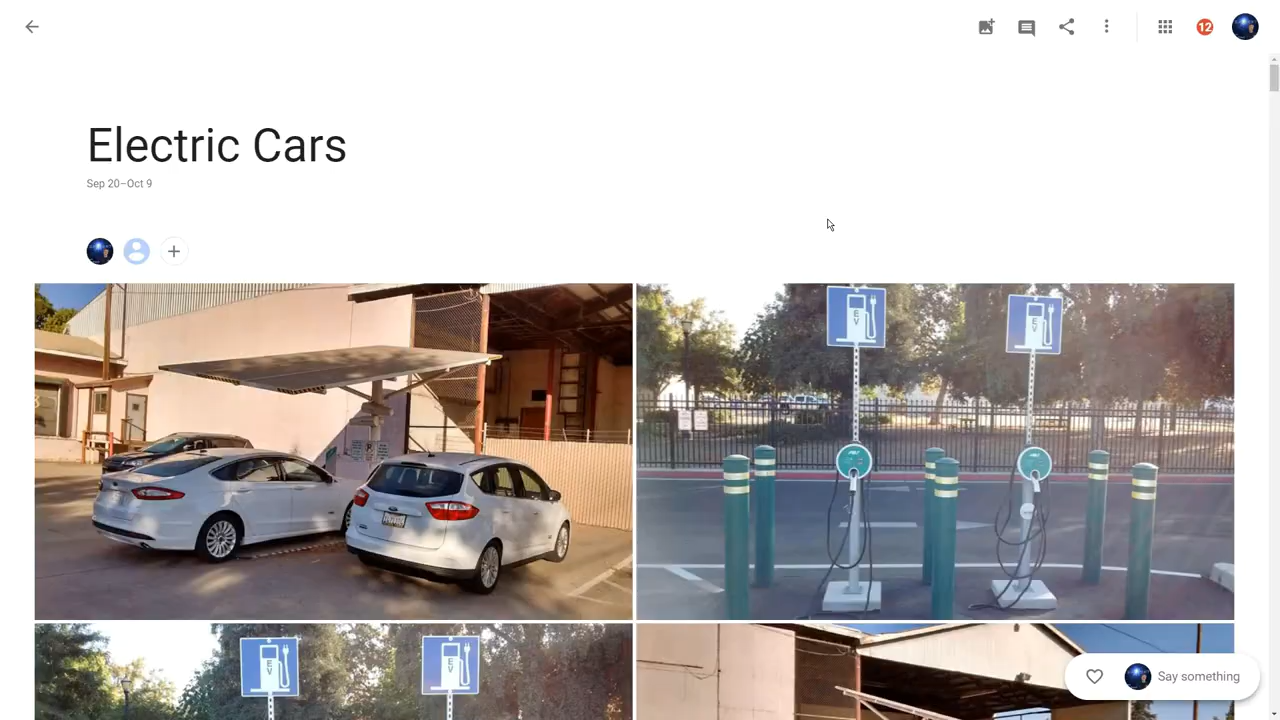 12
Electric Cars
Sep 20–Oct 9
EV
EV
EV
EV
Say something